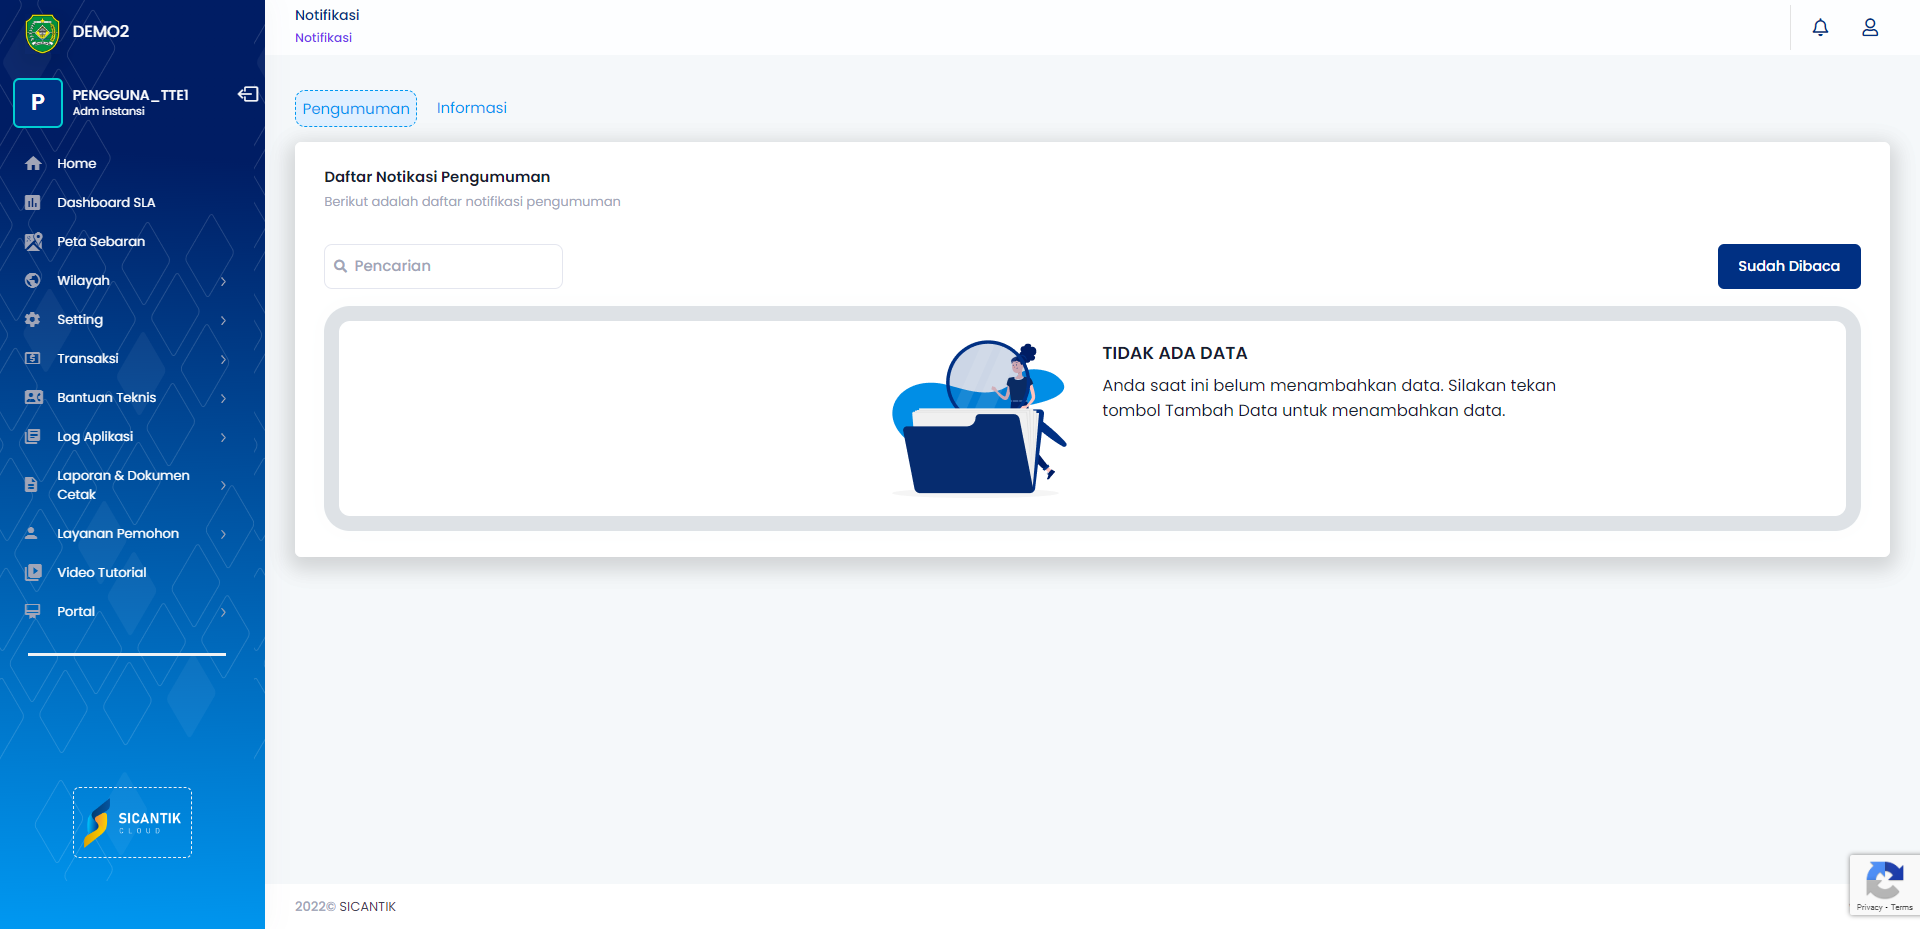 DEMO2
P
PENGGUNA_TTE1
Adm instansi
Home
Dashboard SLA
Peta Sebaran
Wilayah
Setting
Transaksi
Bantuan Teknis
Log Aplikasi
Laporan & Dokumen
Cetak
Layanan Pemohon
Video Tutorial
Portal
SICANTIK
CLOUD
Notifikasi
Notifikasi
Pengumuman
Informasi
Daftar Notikasi Pengumuman
Berikut adalah daftar notifikasi pengumuman
Pencarian
Sudah Dibaca
TIDAK ADA DATA
Anda saat ini belum menambahkan data. Silakan tekan
tombol Tambah Data untuk menambahkan data.
2022© SICANTIK
Privacy - Terms